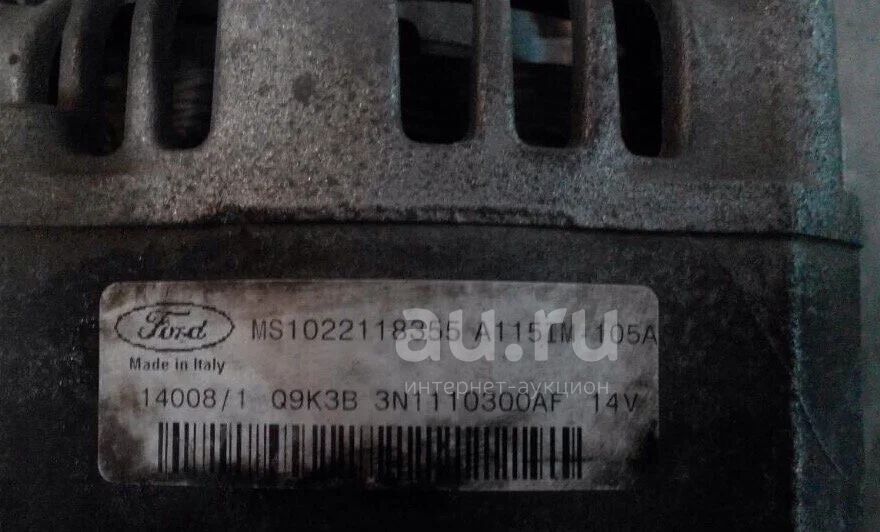 Ford MS1022118355 A115IM-105A
au.ru
Made in Italy
интернет-аукцион
14008/1 Q9K3B 3N1110300AF 14V